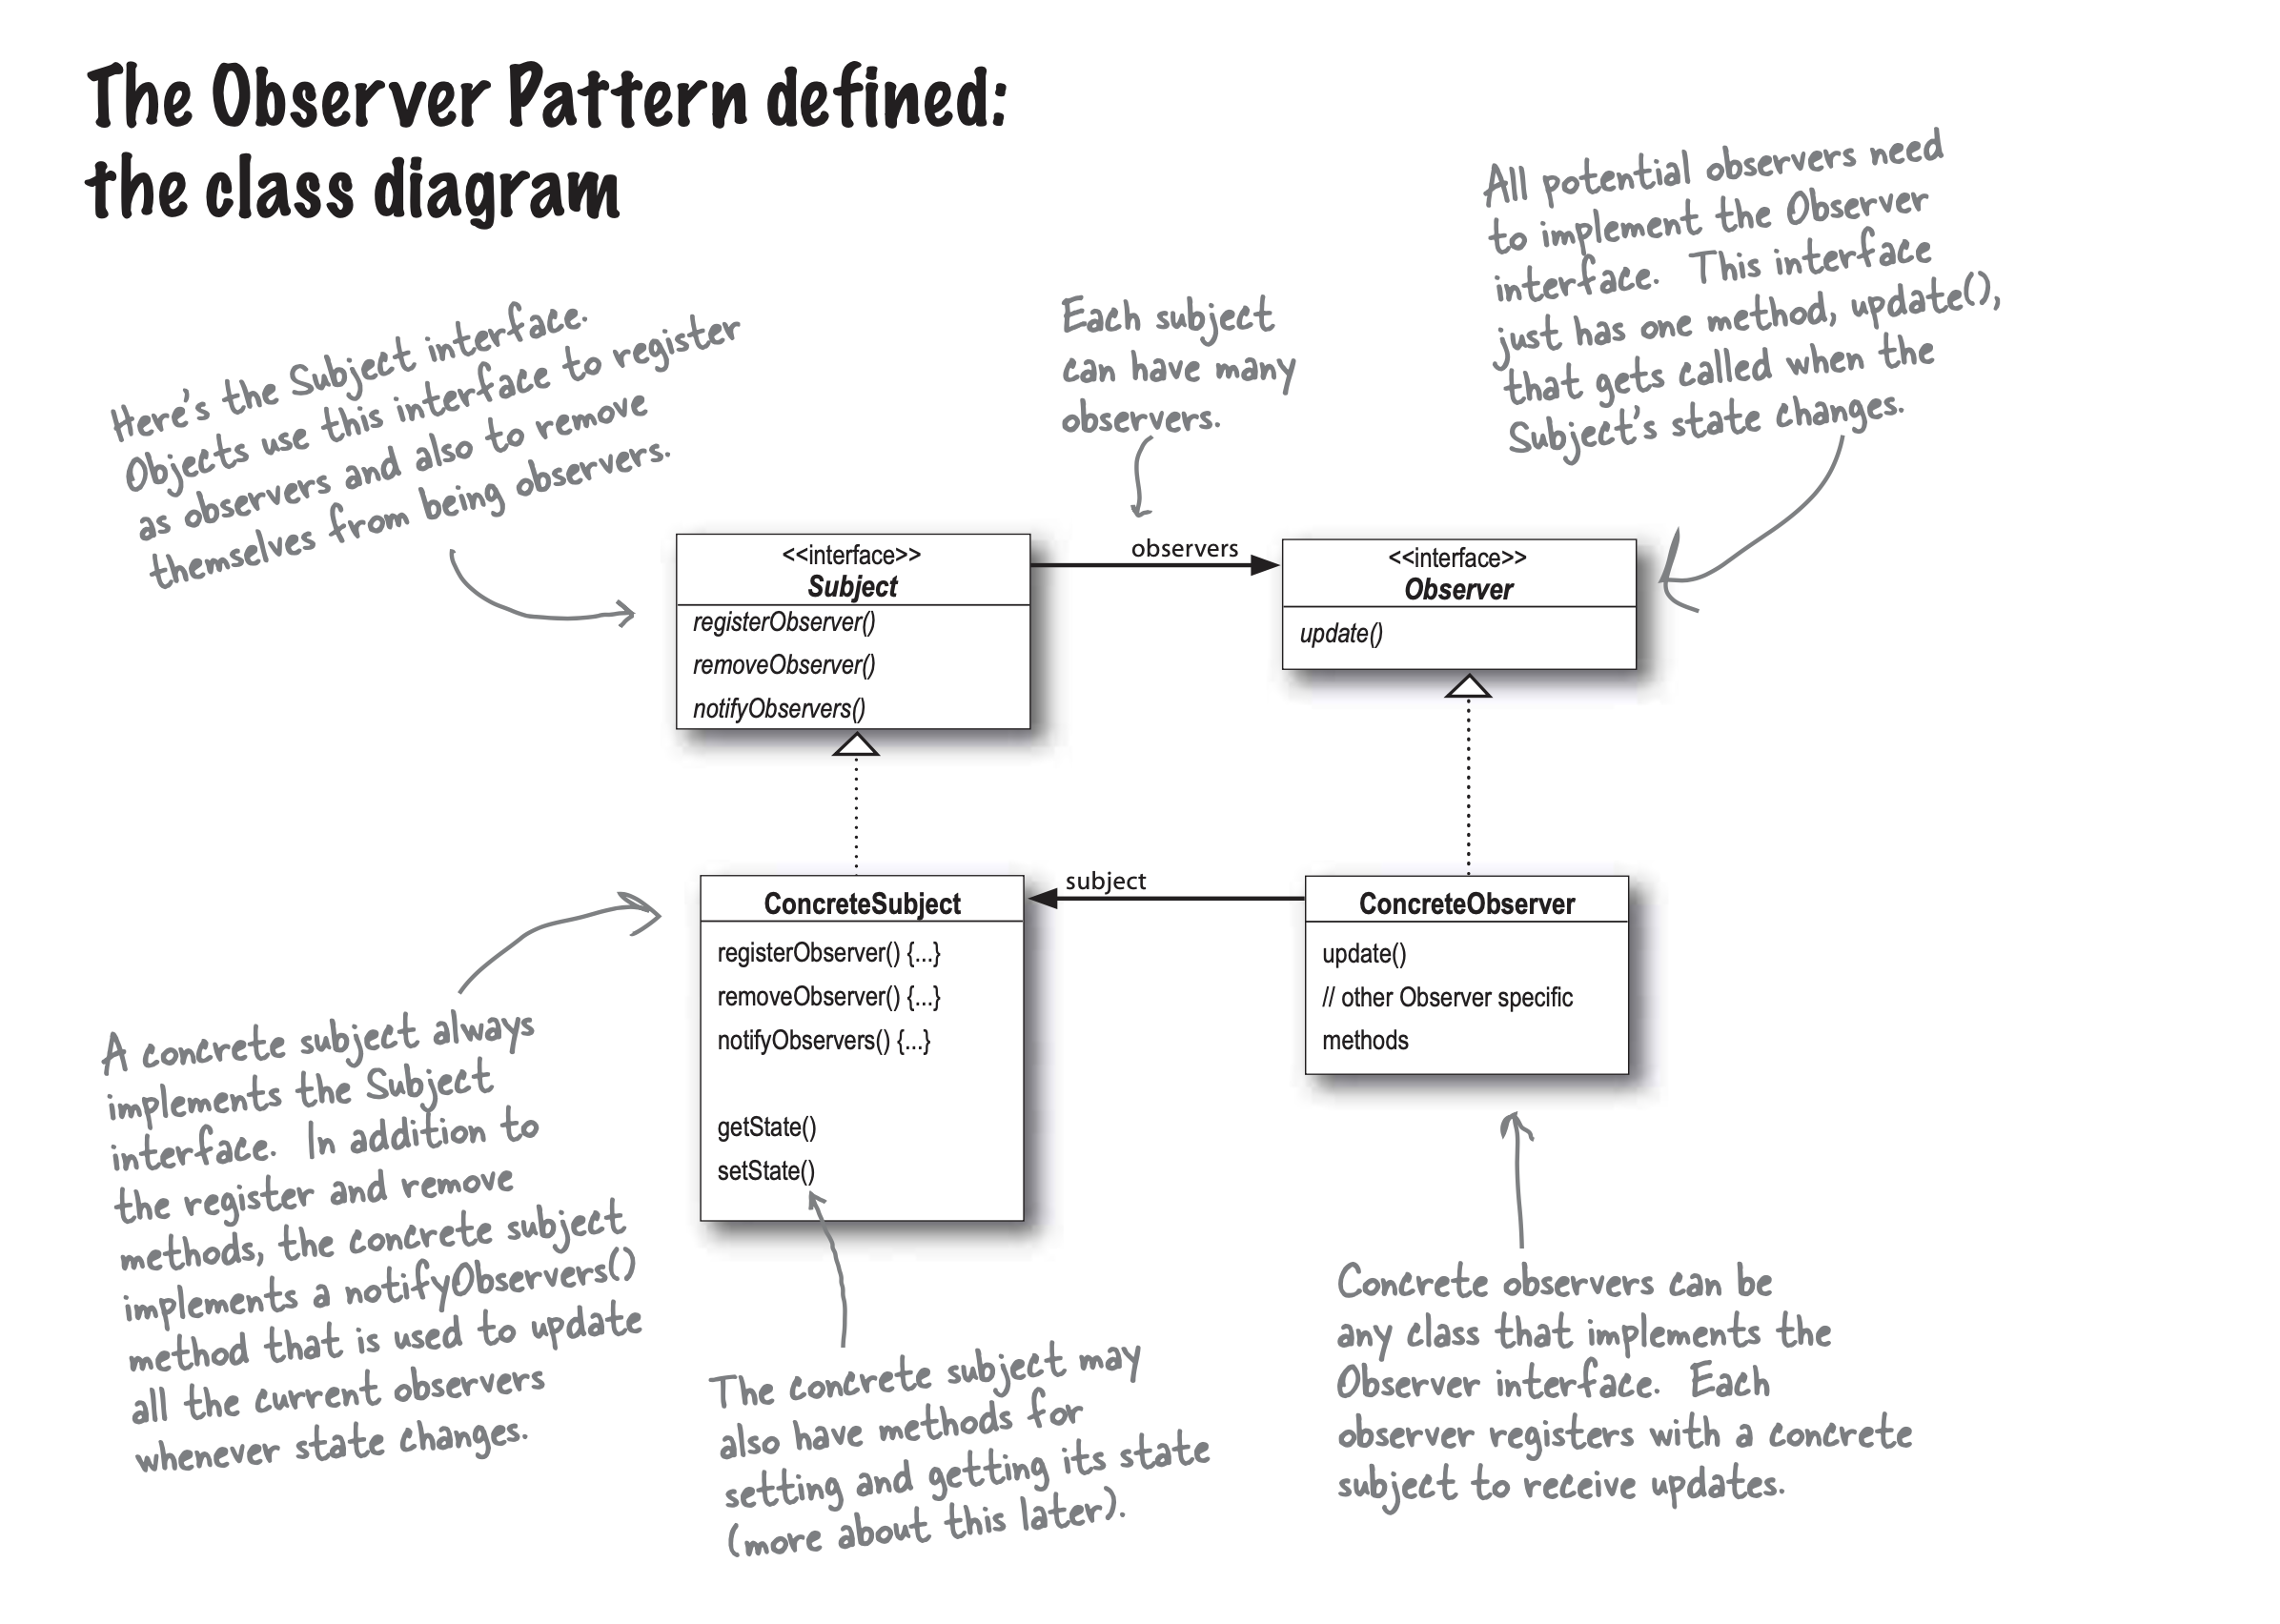 The Observer Pattern defined:
the class diagram
Here's the Subject interface.
Objects use this interface to register
as observers and also to remove
themselves from being observers.
Each subject
can have many
observers.
All potential observers need
to implement the Observer
interface. This interface
just has one method, update(),
that gets called when the
Subject's state changes.
<<interface>>
Subject
registerObserver()
removeObserver()
notifyObservers()
observers
<<interface>>
Observer
update()
ConcreteSubject
registerObserver() {...}
removeObserver() {...}
notifyObservers() {...}
getState()
setState()
subject
ConcreteObserver
update()
// other Observer specific
methods
A concrete subject always
implements the Subject
interface. In addition to
the register and remove
methods, the concrete subject
implements a notifyObservers()
method that is used to update
all the current observers
whenever state changes.
The concrete subject may
also have methods for
setting and getting its state
(more about this later).
Concrete observers can be
any class that implements the
Observer interface. Each
observer registers with a concrete
subject to receive updates.